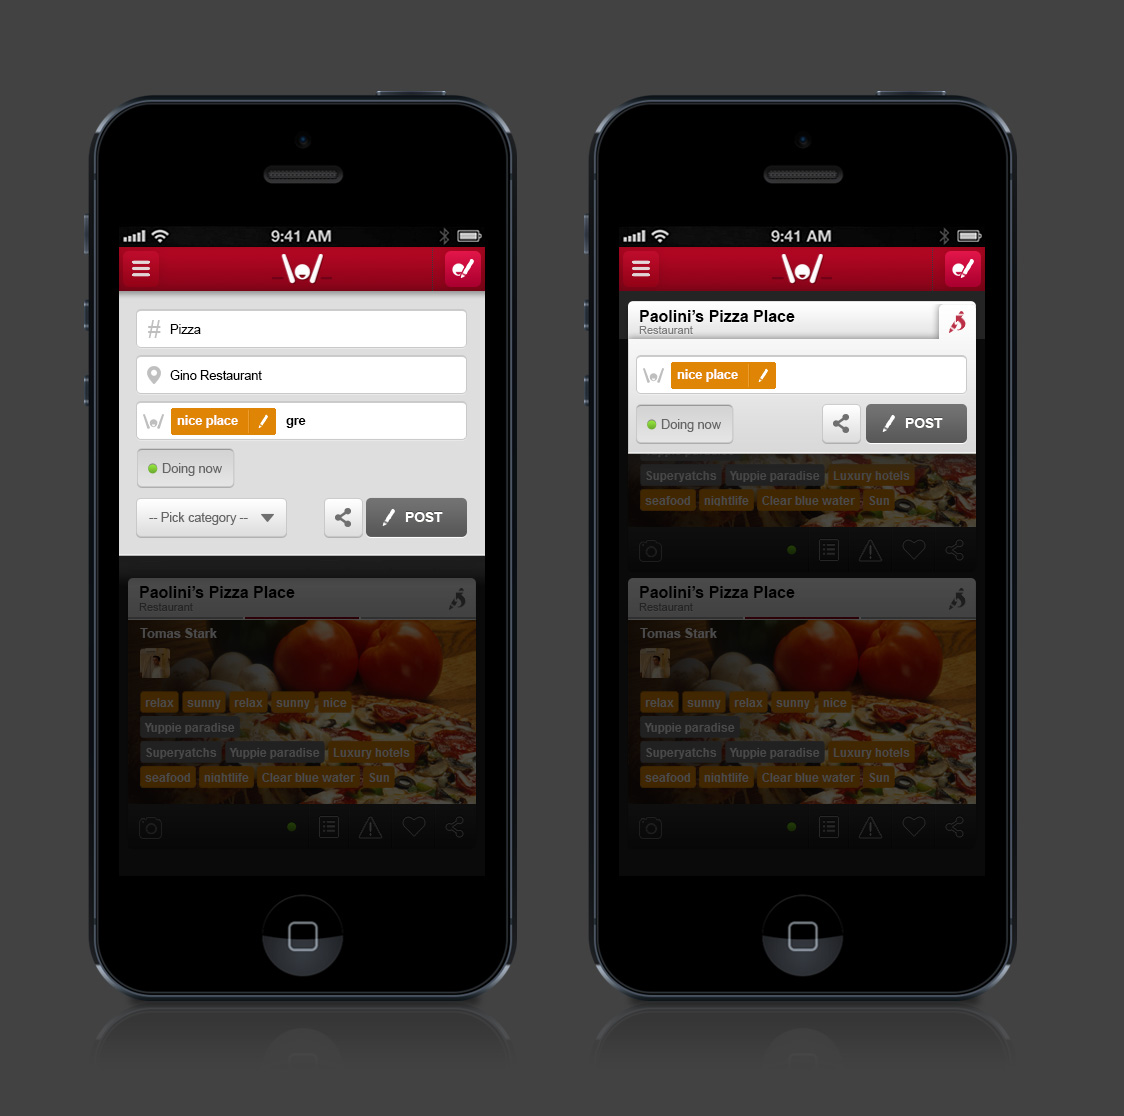 9:41 AM
# Pizza
Gino Restaurant
nice place gre
Doing now
-- Pick category --
POST
Paolini's Pizza Place
Restaurant
Tomas Stark
relax sunny relax sunny nice
Yuppie paradise
Superyatchs Yuppie paradise Luxury hotels
seafood nightlife Clear blue water Sun
9:41 AM
Paolini's Pizza Place
Restaurant
nice place
Doing now
POST
Superyatchs Yuppie paradise Luxury hotels
seafood nightlife Clear blue water Sun
Paolini's Pizza Place
Restaurant
Tomas Stark
relax sunny relax sunny nice
Yuppie paradise
Superyatchs Yuppie paradise Luxury hotels
seafood nightlife Clear blue water Sun